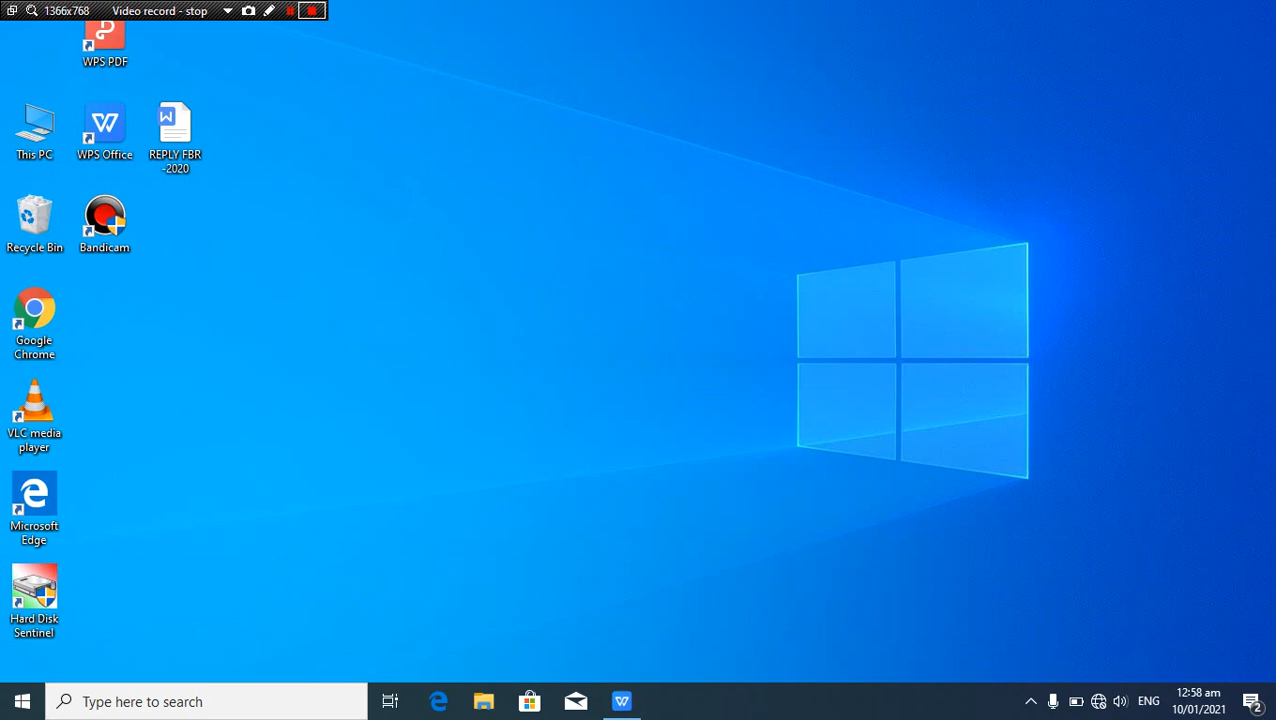 1366x768 Video record - stop
WPS PDF
This PC
WPS Office
REPLY FBR
-2020
Recycle Bin
Bandicam
Google
Chrome
VLC media
player
Microsoft
Edge
Hard Disk
Sentinel
Type here to search
ENG
12:58 am
10/01/2021
2